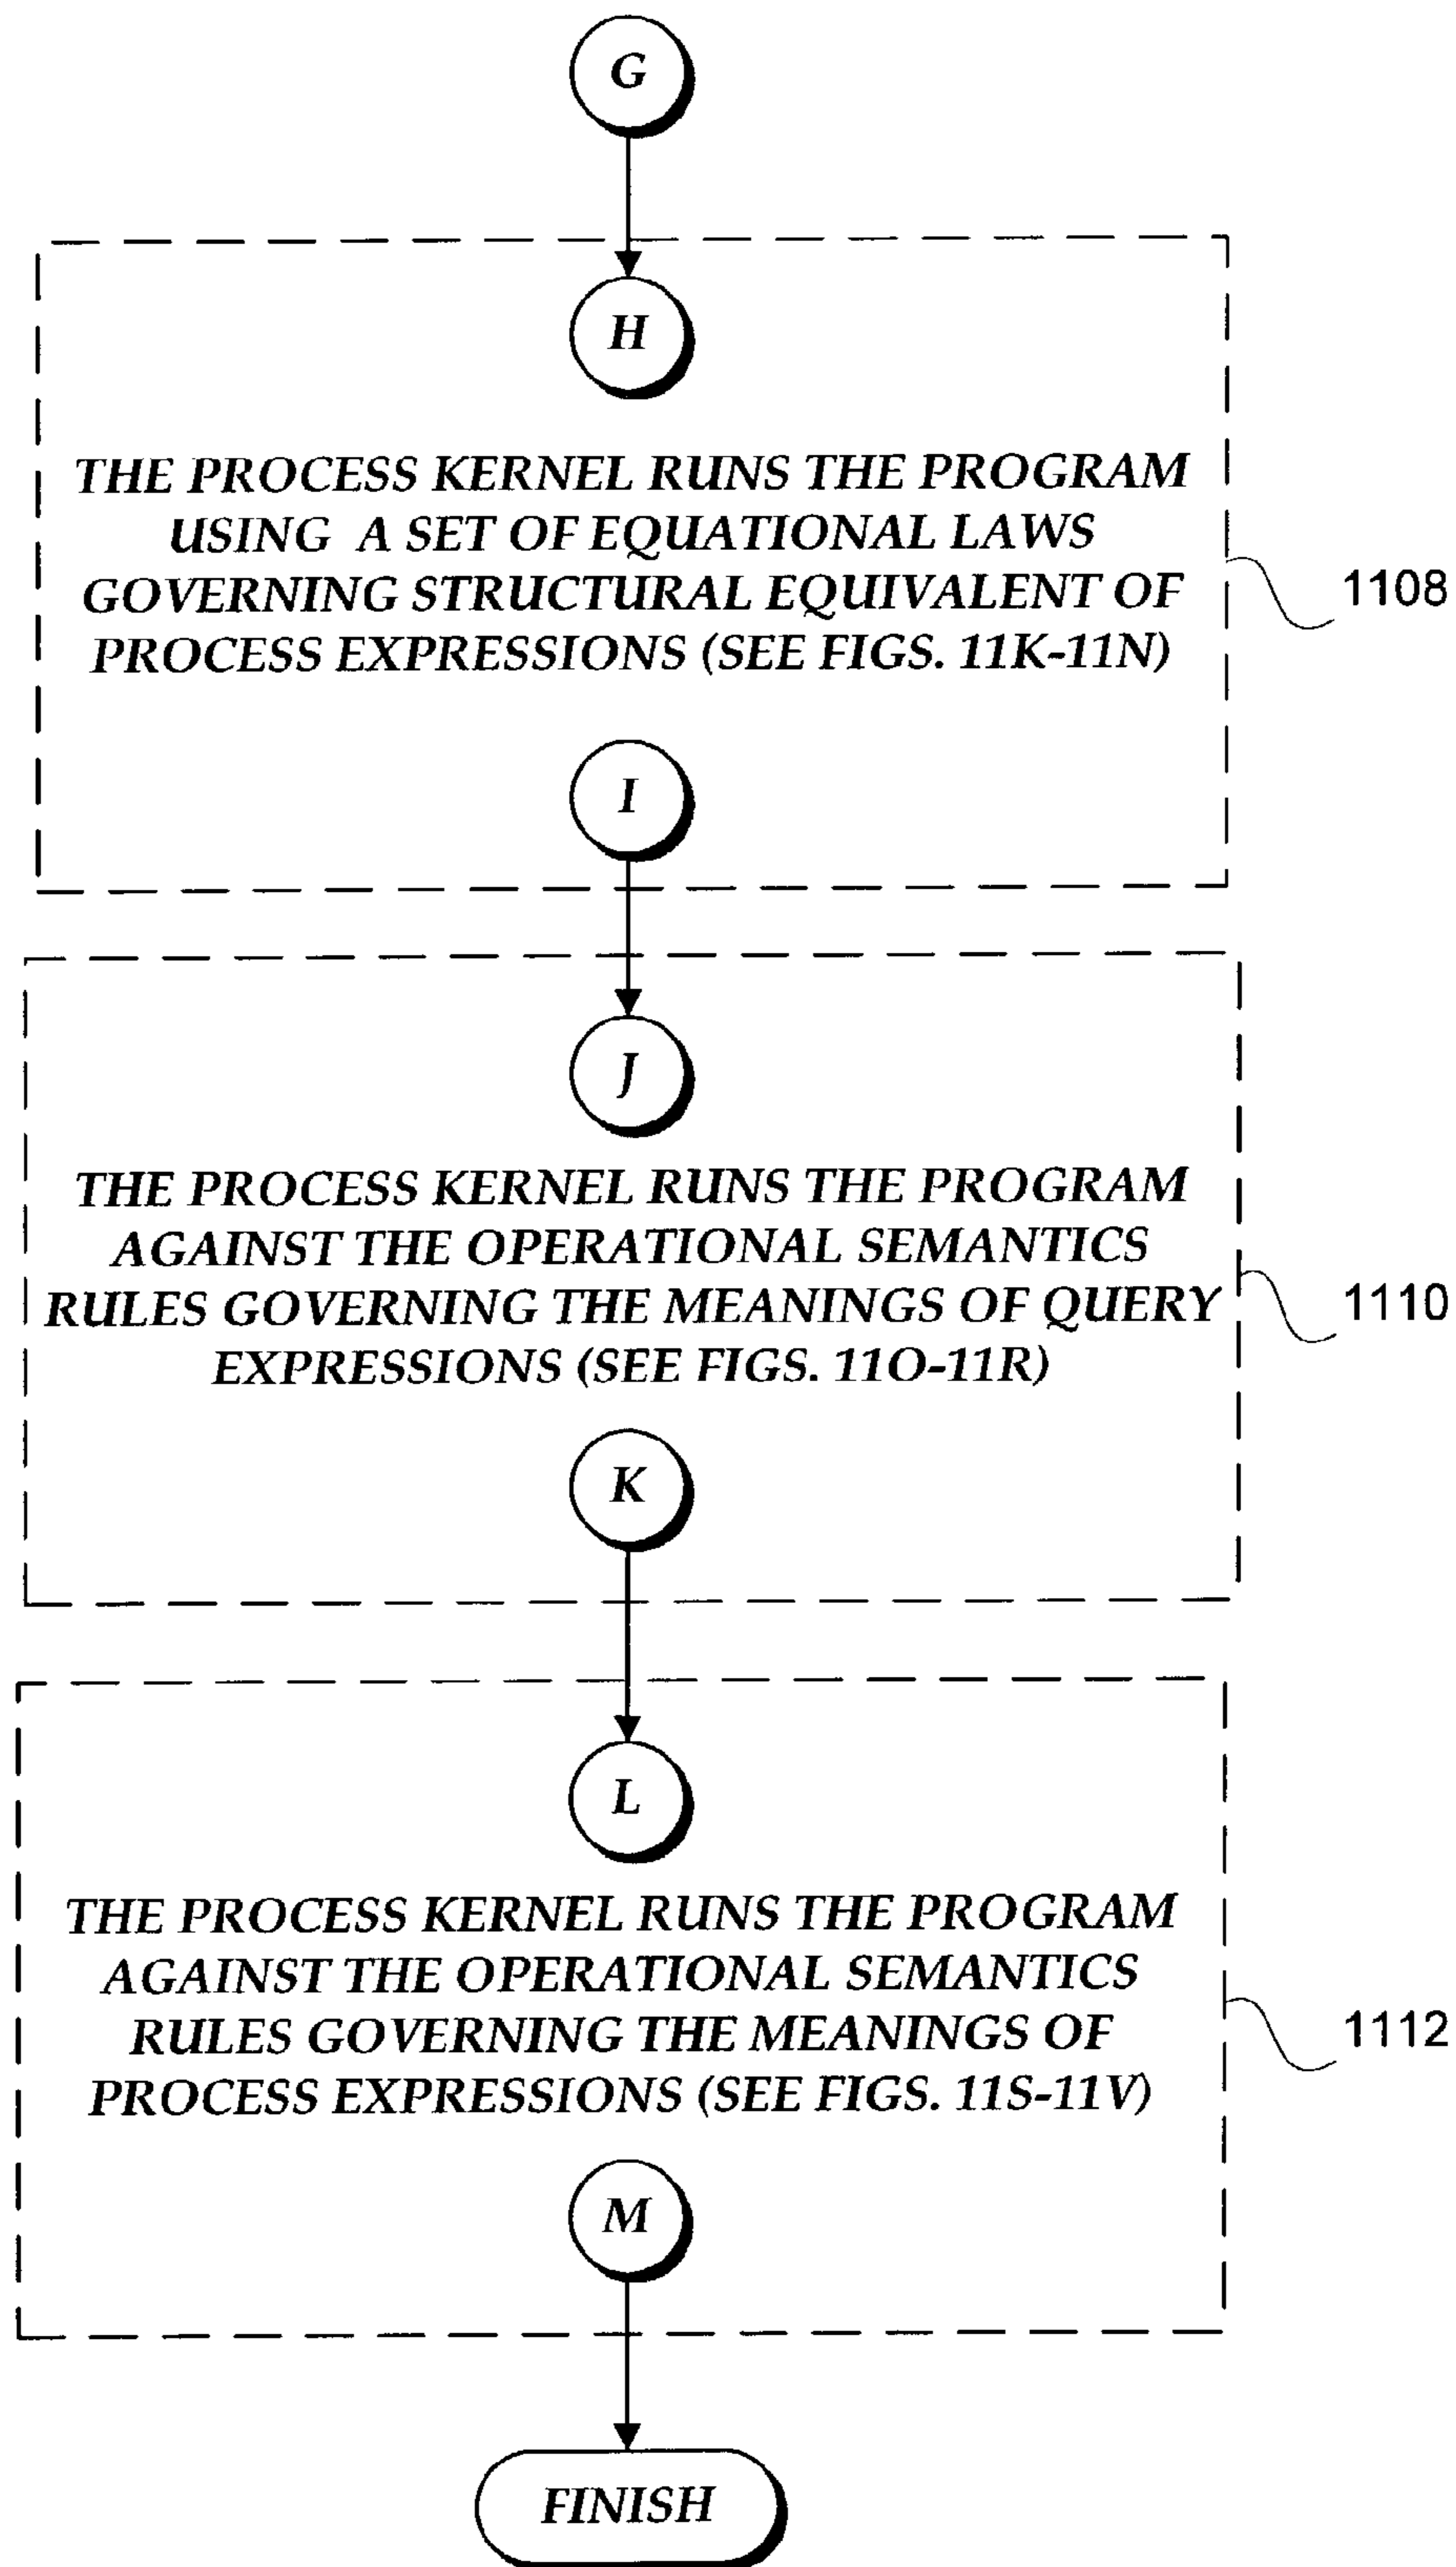 G
H
THE PROCESS KERNEL RUNS THE PROGRAM
USING A SET OF EQUATIONAL LAWS
GOVERNING STRUCTURAL EQUIVALENT OF
PROCESS EXPRESSIONS (SEE FIGS. 11K-11N)
1108
I
J
THE PROCESS KERNEL RUNS THE PROGRAM
AGAINST THE OPERATIONAL SEMANTICS
RULES GOVERNING THE MEANINGS OF QUERY
EXPRESSIONS (SEE FIGS. 11O-11R)
1110
K
L
THE PROCESS KERNEL RUNS THE PROGRAM
AGAINST THE OPERATIONAL SEMANTICS
RULES GOVERNING THE MEANINGS OF
PROCESS EXPRESSIONS (SEE FIGS. 11S-11V)
1112
M
FINISH